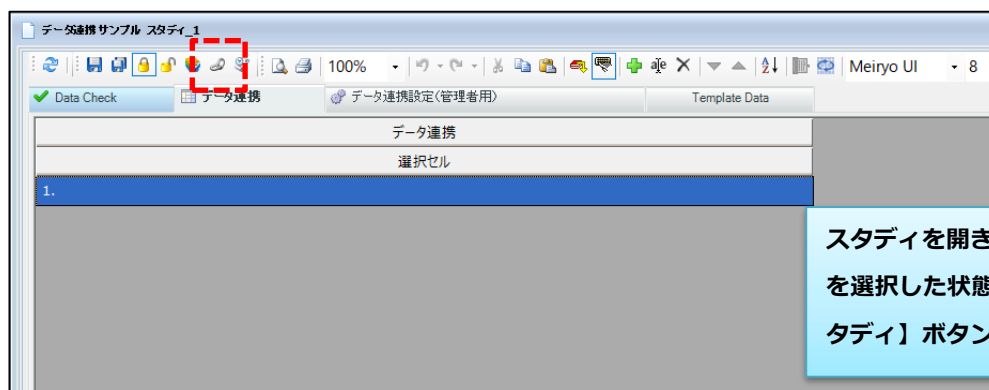 データ連携 サンプル スタディ_1
100% Meiryo UI 8
Data Check データ連携 データ連携設定(管理者用) Template Data
データ連携
選択セル
1.
スタディを開き
を選択した状態
タディ】ボタン